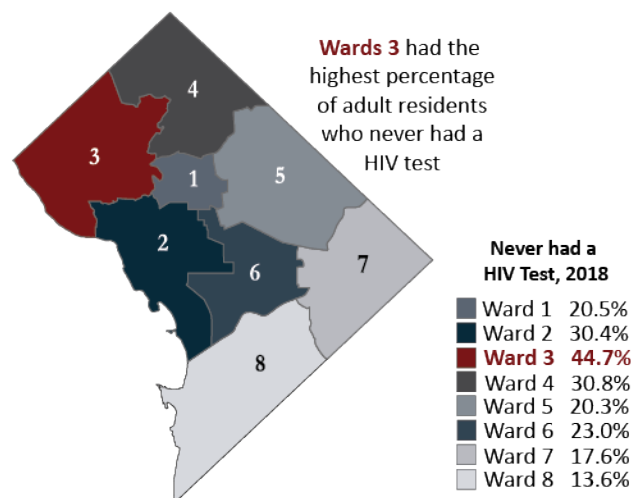 Wards 3 had the
highest percentage
of adult residents
who never had a
HIV test
4
3
1
5
2
6
7
8
Never had a
HIV Test, 2018
Ward 1 20.5%
Ward 2 30.4%
Ward 3 44.7%
Ward 4 30.8%
Ward 5 20.3%
Ward 6 23.0%
Ward 7 17.6%
Ward 8 13.6%